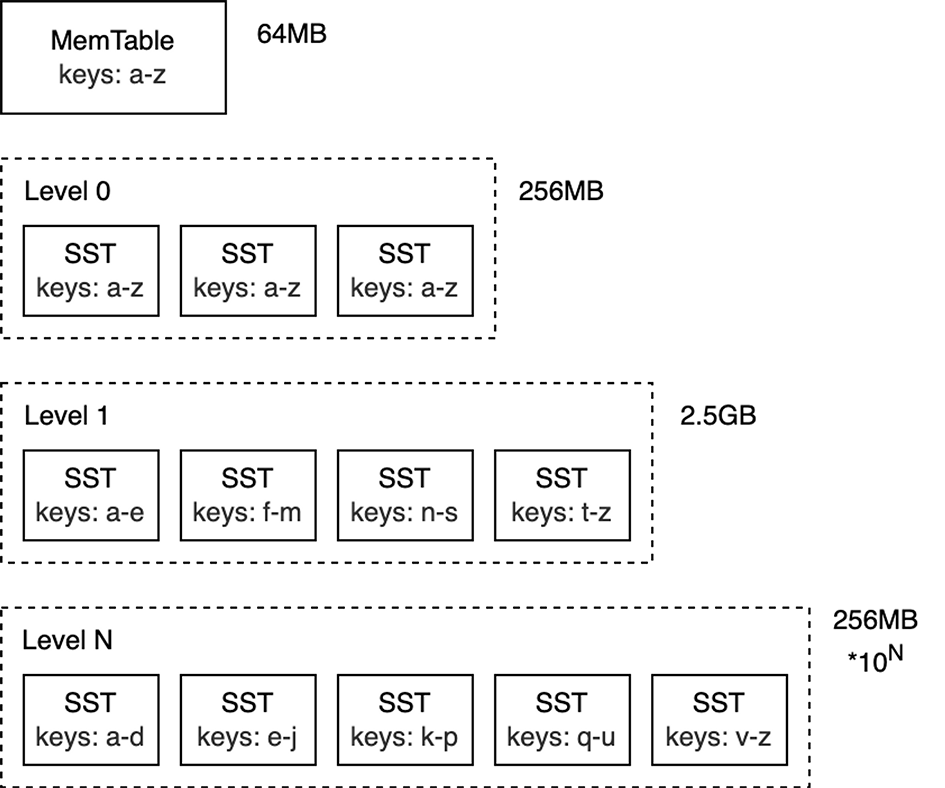 MemTable
keys: a-z
64MB
Level 0
256MB
SST
keys: a-z
SST
keys: a-z
SST
keys: a-z
Level 1
2.5GB
SST
keys: a-e
SST
keys: f-m
SST
keys: n-s
SST
keys: t-z
Level N
256MB
*10^N
SST
keys: a-d
SST
keys: e-j
SST
keys: k-p
SST
keys: q-u
SST
keys: v-z